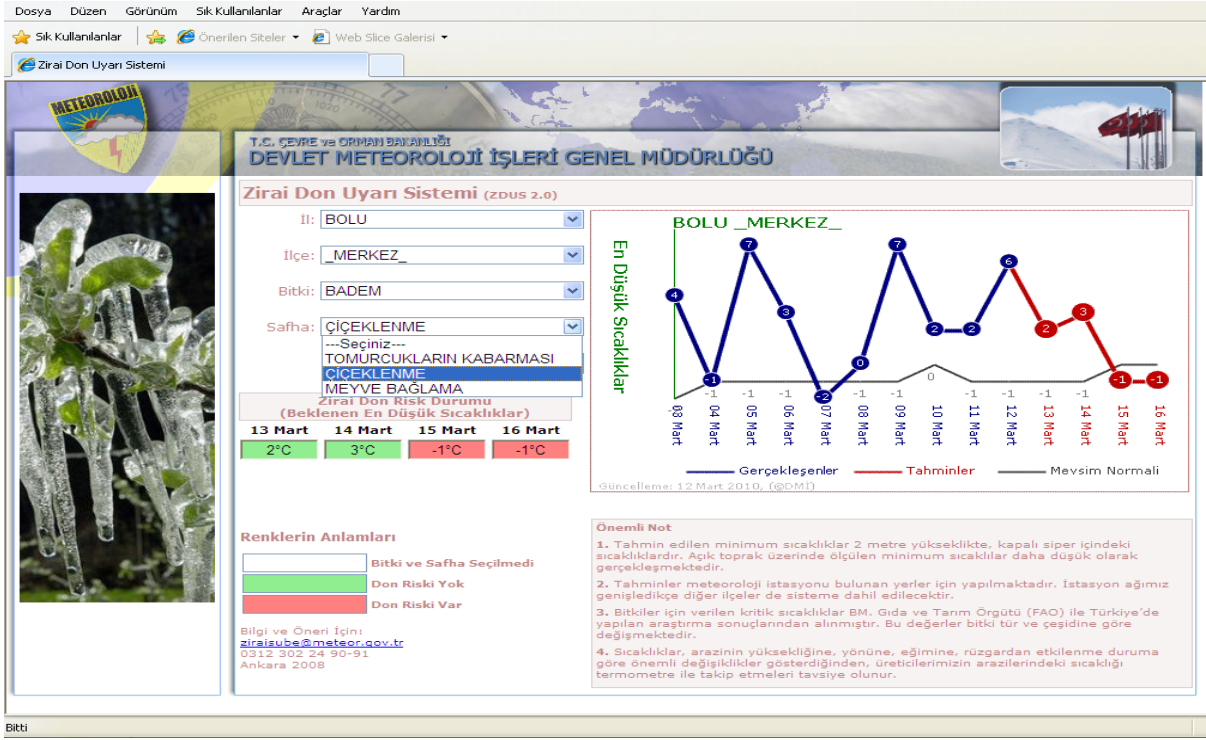 Dosya Düzen Görünüm Sık Kullanılanlar Araçlar Yardım
Sık Kullanılanlar Önerilen Siteler Web Slice Galerisi
Zirai Don Uyarı Sistemi
METEOROLOJİ
T.C. ÇEVRE ve ORMAN BAKANLIĞI
DEVLET METEOROLOJİ İŞLERİ GENEL MÜDÜRLÜĞÜ
Zirai Don Uyarı Sistemi (ZDUS 2.0)
İl: BOLU
İlçe: _MERKEZ_
Bitki: BADEM
Safha: ÇİÇEKLENME
---Seçiniz---
TOMURCUKLARIN KABARMASI
ÇİÇEKLENME
MEYVE BAĞLAMA
Zirai Don Risk Durumu
(Beklenen En Düşük Sıcaklıklar)
13 Mart 14 Mart 15 Mart 16 Mart
2°C 3°C -1°C -1°C
BOLU _MERKEZ_
En Düşük Sıcaklıklar
4 -1 7 3 -2 0 7 2 2 6 2 3 -1 -1
-1 -1 -1 -1 -1 -1 0 -1 -1 -1 -1
03 Mart 04 Mart 05 Mart 06 Mart 07 Mart 08 Mart 09 Mart 10 Mart 11 Mart 12 Mart 13 Mart 14 Mart 15 Mart 16 Mart
Gerçekleşenler Tahminler Mevsim Normali
Güncelleme: 12 Mart 2010, (@DMİ)
Renklerin Anlamları
Bitki ve Safha Seçilmedi
Don Riski Yok
Don Riski Var
Bilgi ve Öneri İçin:
ziraisube@meteor.gov.tr
0312 302 24 90-91
Ankara 2008
Önemli Not
1. Tahmin edilen minimum sıcaklıklar 2 metre yükseklikte, kapalı siper içindeki
sıcaklıklardır. Açık toprak üzerinde ölçülen minimum sıcaklılar daha düşük olarak
gerçekleşmektedir.
2. Tahminler meteoroloji istasyonu bulunan yerler için yapılmaktadır. İstasyon ağımız
genişledikçe diğer ilçeler de sisteme dahil edilecektir.
3. Bitkiler için verilen kritik sıcaklıklar BM. Gıda ve Tarım Örgütü (FAO) ile Türkiye'de
yapılan araştırma sonuçlarından alınmıştır. Bu değerler bitki tür ve çeşidine göre
değişmektedir.
4. Sıcaklıklar, arazinin yüksekliğine, yönüne, eğimine, rüzgardan etkilenme duruma
göre önemli değişiklikler gösterdiğinden, üreticilerimizin arazilerindeki sıcaklığı
termometre ile takip etmeleri tavsiye olunur.
Bitti